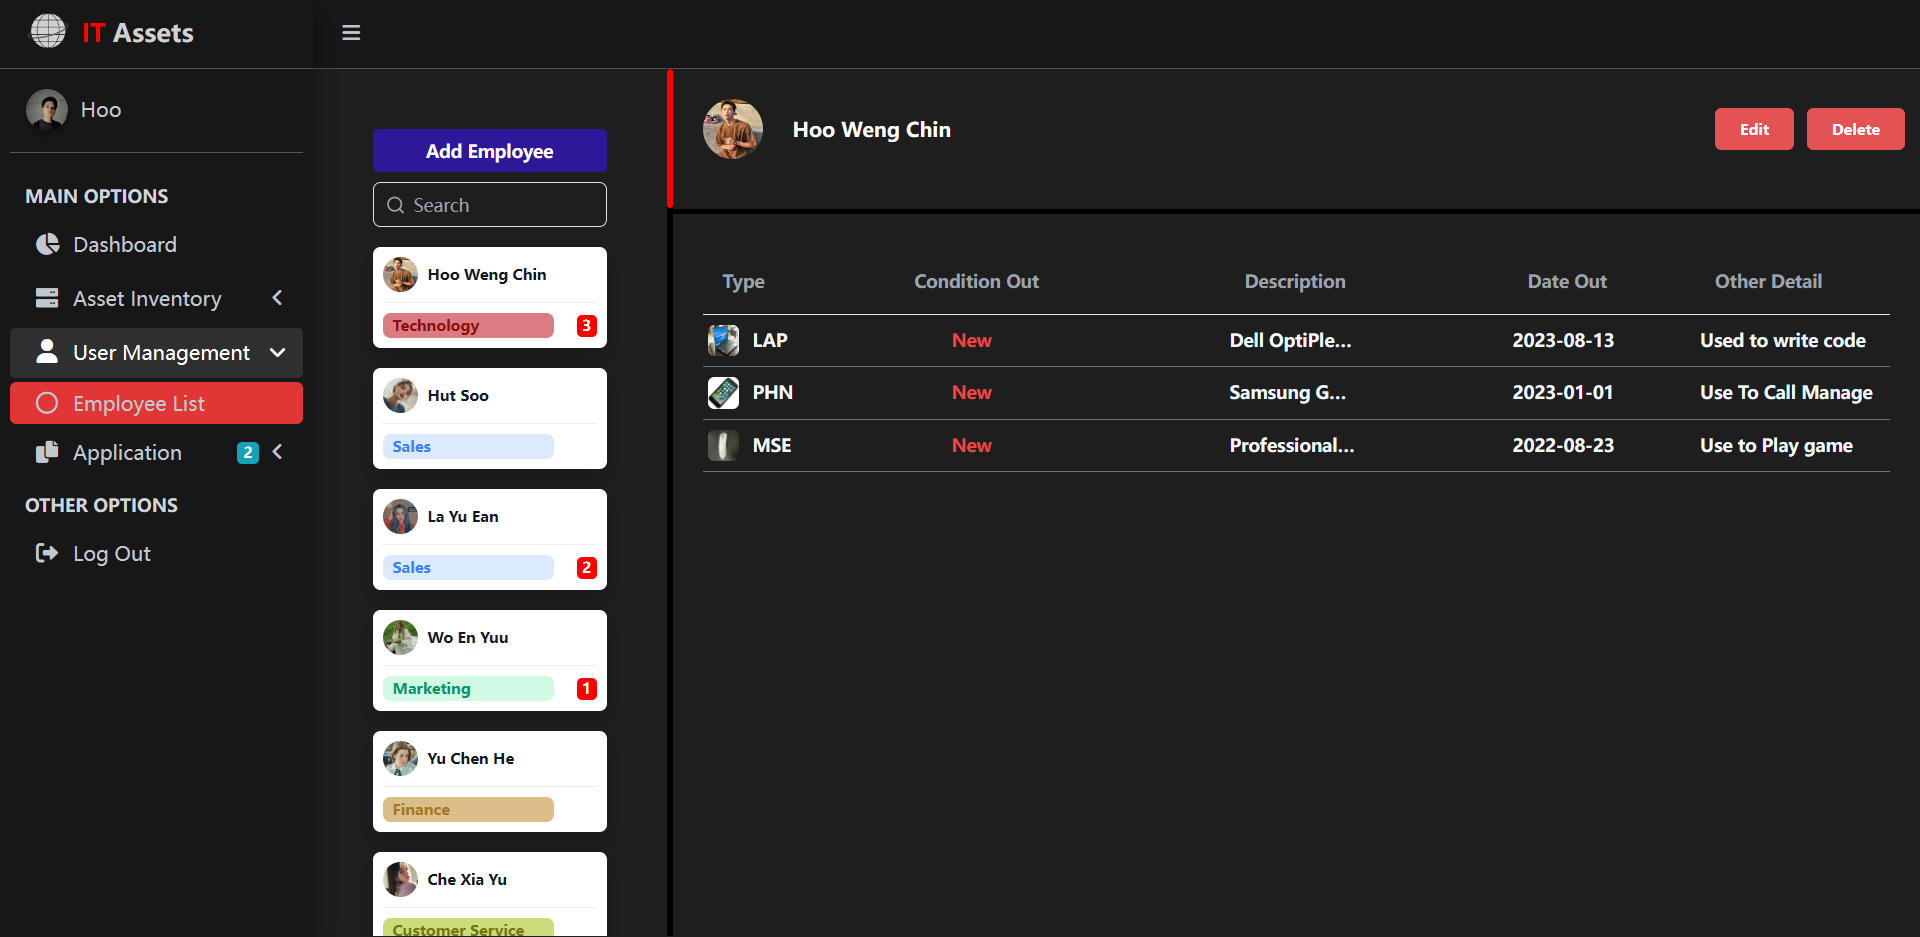 IT Assets
Hoo
MAIN OPTIONS
Dashboard
Asset Inventory
User Management
Employee List
Application 2
OTHER OPTIONS
Log Out
Add Employee
Search
Hoo Weng Chin
Technology 3
Hut Soo
Sales
La Yu Ean
Sales 2
Wo En Yuu
Marketing 1
Yu Chen He
Finance
Che Xia Yu
Customer Service
Hoo Weng Chin
Edit Delete
Type Condition Out Description Date Out Other Detail
LAP New Dell OptiPle... 2023-08-13 Used to write code
PHN New Samsung G... 2023-01-01 Use To Call Manage
MSE New Professional... 2022-08-23 Use to Play game